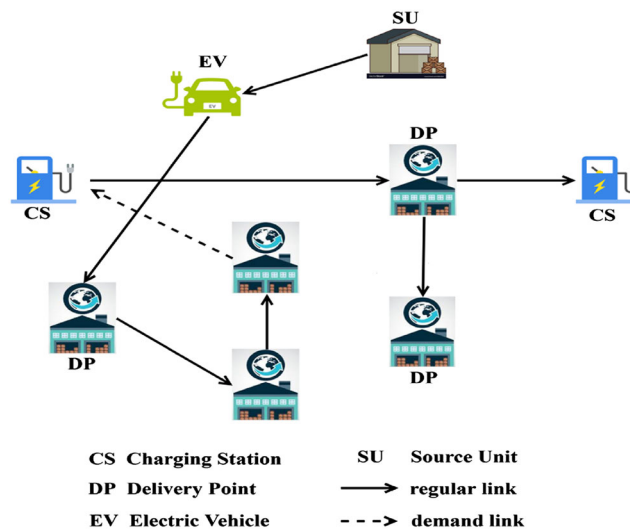 SU
EV
EV
DP
CS
CS
DP
DP
CS Charging Station
SU Source Unit
DP Delivery Point
regular link
EV Electric Vehicle
demand link